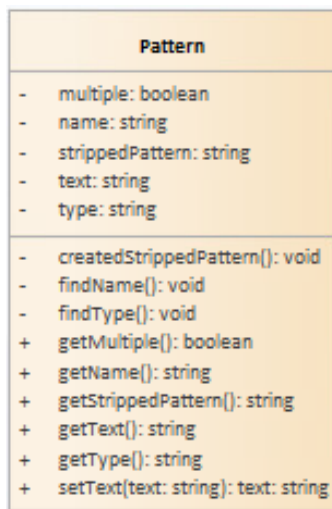 Pattern
- multiple: boolean
- name: string
- strippedPattern: string
- text: string
- type: string
- createdStrippedPattern(): void
- findName(): void
- findType(): void
+ getMultiple(): boolean
+ getName(): string
+ getStrippedPattern(): string
+ getText(): string
+ getType(): string
+ setText(text: string): text: string